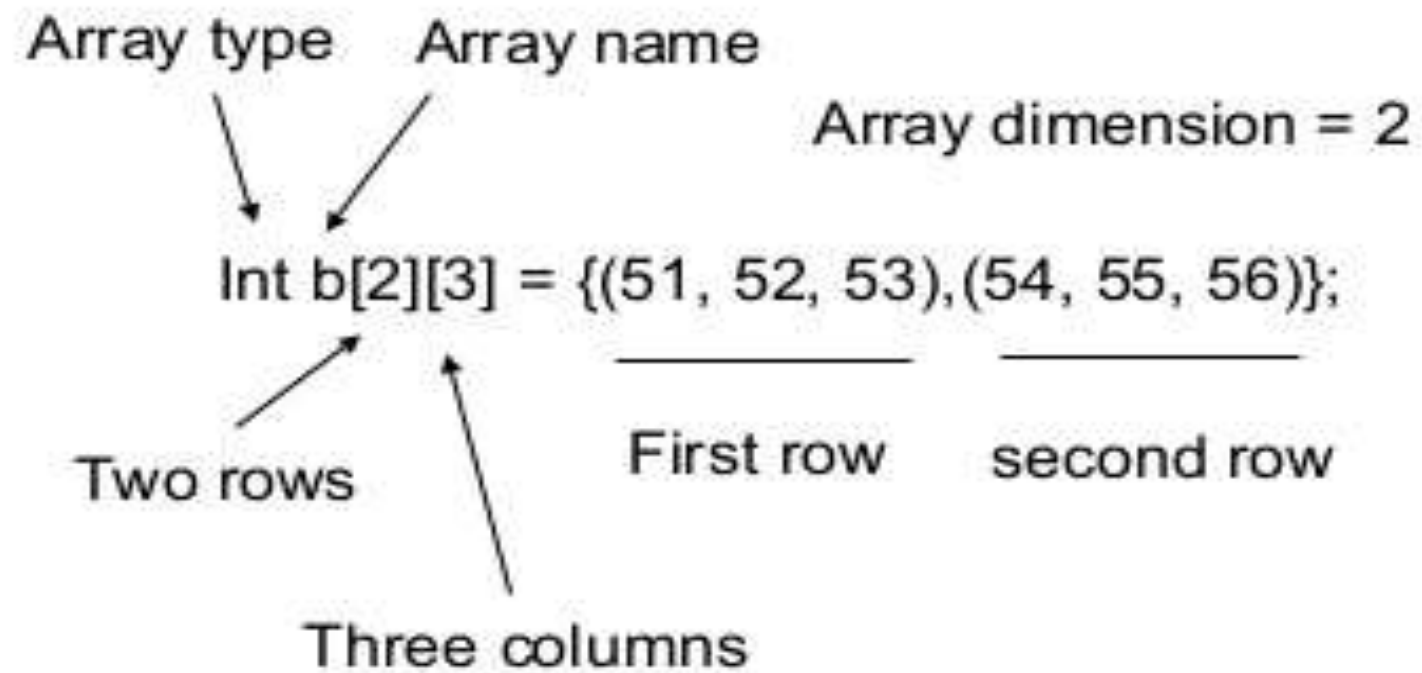 Array type Array name
Array dimension = 2
Int b[2][3] = {(51, 52, 53),(54, 55, 56)};
Two rows First row second row
Three columns